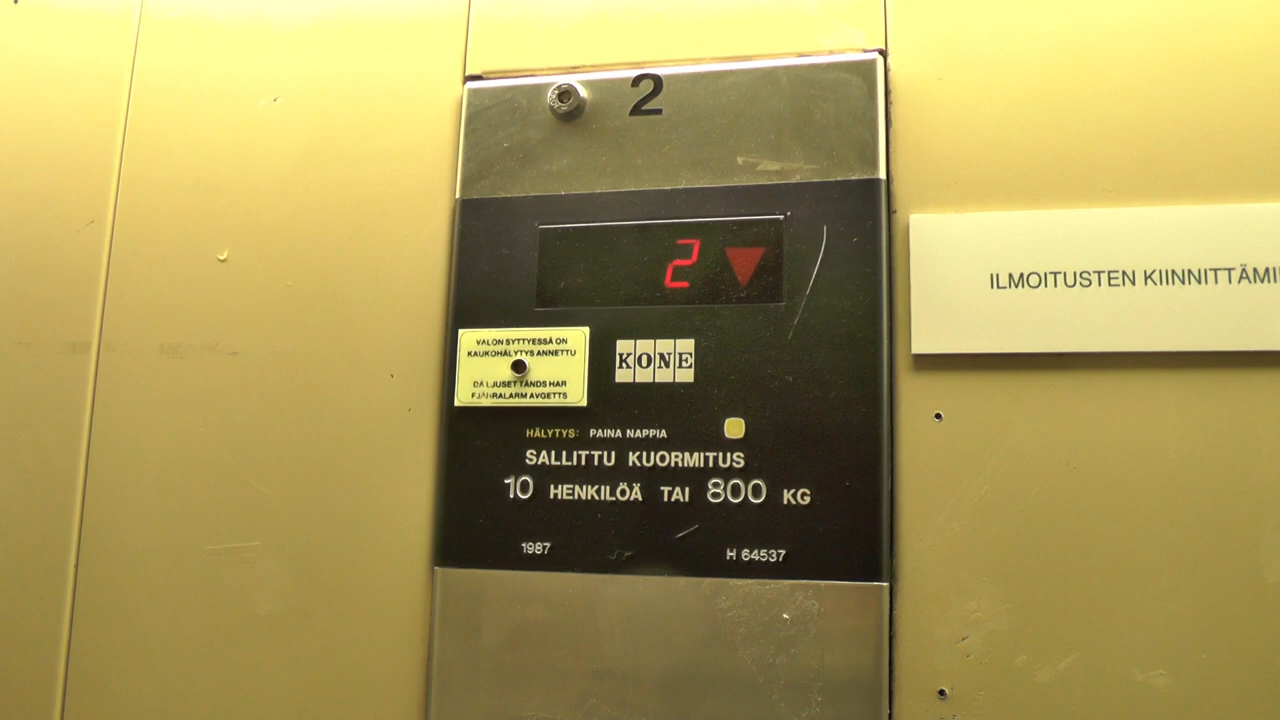 2
2
VALON SYTTYESSÄ ON
KAUKOHÄLYTYS ANNETTU
DÅ LJUSET TÄNDS HAR
FJÄRRALARM AVGETTS
KONE
HÄLYTYS: PAINA NAPPIA
SALLITTU KUORMITUS
10 HENKILÖÄ TAI 800 KG
1987 H 64537
ILMOITUSTEN KIINNITTÄMI